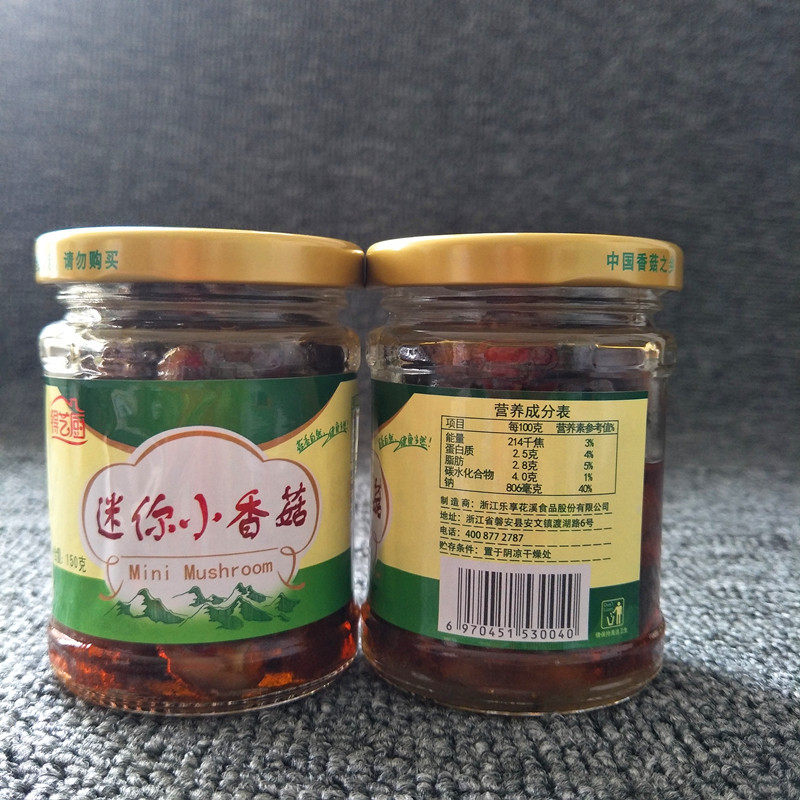 请勿购买
中国香菇之乡
得艺厨
迷你小香菇
Mini Mushroom
150克
营养成分表
项目 每100克 营养素参考值%
能量 214千焦 3%
蛋白质 2.5克 4%
脂肪 2.8克 5%
碳水化合物 4.0克 1%
钠 806毫克 40%
制造商：浙江乐享花溪食品股份有限公司
地址：浙江省磐安县安文镇渡湖路6号
电话：400 877 2787
贮存条件：置于阴凉干燥处
6 970451 530040